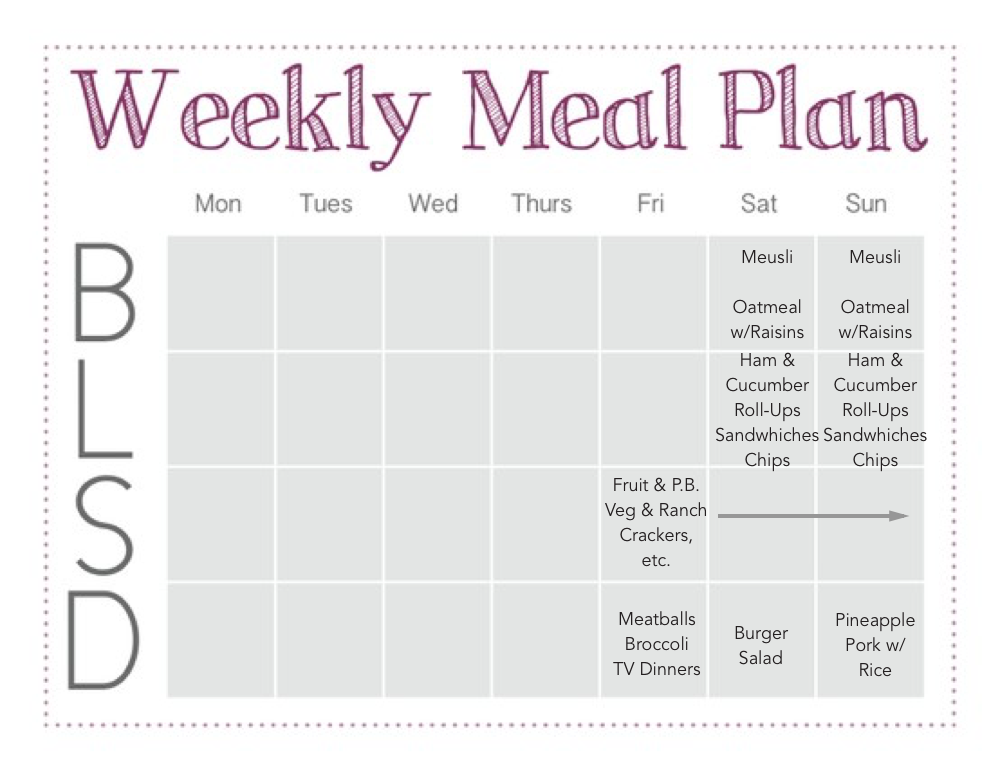 Weekly Meal Plan
Mon Tues Wed Thurs Fri Sat Sun
B
Meusli
Oatmeal
w/Raisins
Meusli
Oatmeal
w/Raisins
L
Ham &
Cucumber
Roll-Ups
Sandwhiches
Chips
Ham &
Cucumber
Roll-Ups
Sandwhiches
Chips
S
Fruit & P.B.
Veg & Ranch
Crackers,
etc.
D
Meatballs
Broccoli
TV Dinners
Burger
Salad
Pineapple
Pork w/
Rice